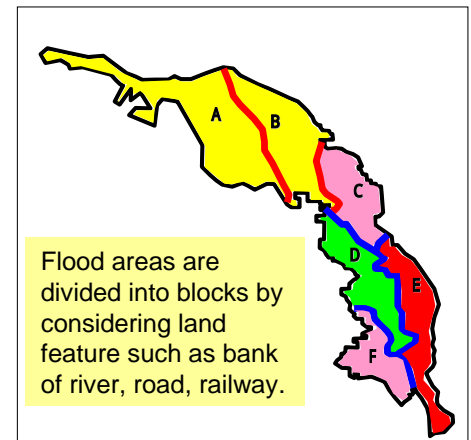 A
B
C
D
E
F
Flood areas are
divided into blocks by
considering land
feature such as bank
of river, road, railway.